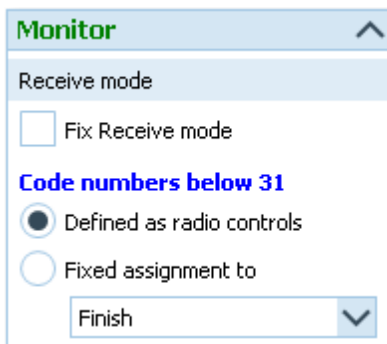 Monitor
Receive mode
Fix Receive mode
Code numbers below 31
Defined as radio controls
Fixed assignment to
Finish